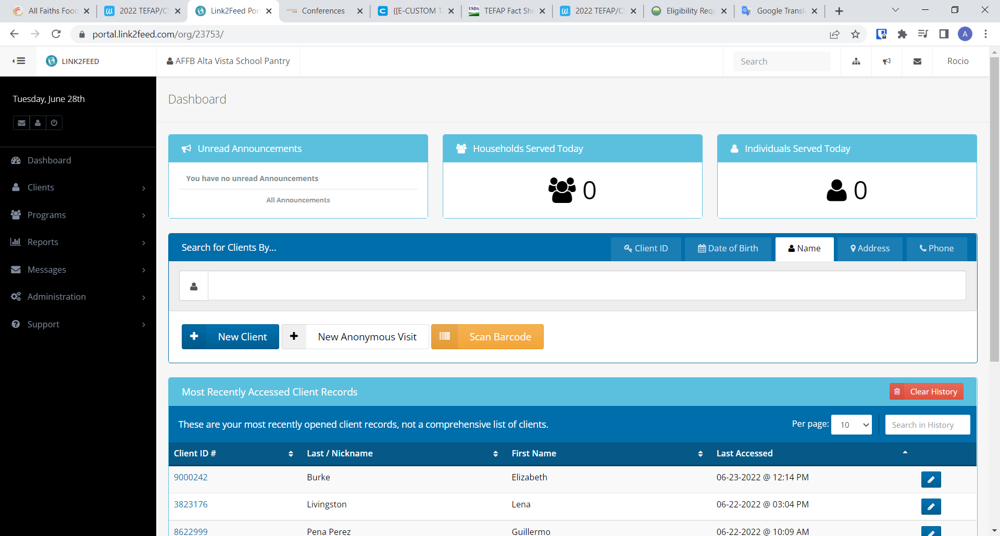 All Faiths Food
2022 TEFAP/CS
Link2Feed Por
Conferences
{[E-CUSTOM T
TEFAP Fact She
2022 TEFAP/CS
Eligibility Req
Google Transla
portal.link2feed.com/org/23753/
A
LINK2FEED
AFFB Alta Vista School Pantry
Search
Rocio
Tuesday, June 28th
Dashboard
Clients
Programs
Reports
Messages
Administration
Support
Dashboard
Unread Announcements
You have no unread Announcements
All Announcements
Households Served Today
0
Individuals Served Today
0
Search for Clients By...
Client ID
Date of Birth
Name
Address
Phone
New Client
New Anonymous Visit
Scan Barcode
Most Recently Accessed Client Records
Clear History
These are your most recently opened client records, not a comprehensive list of clients.
Per page: 10
Search in History
Client ID # Last / Nickname First Name Last Accessed
9000242 Burke Elizabeth 06-23-2022 @ 12:14 PM
3823176 Livingston Lena 06-22-2022 @ 03:04 PM
8622999 Pena Perez Guillermo 06-22-2022 @ 10:09 AM